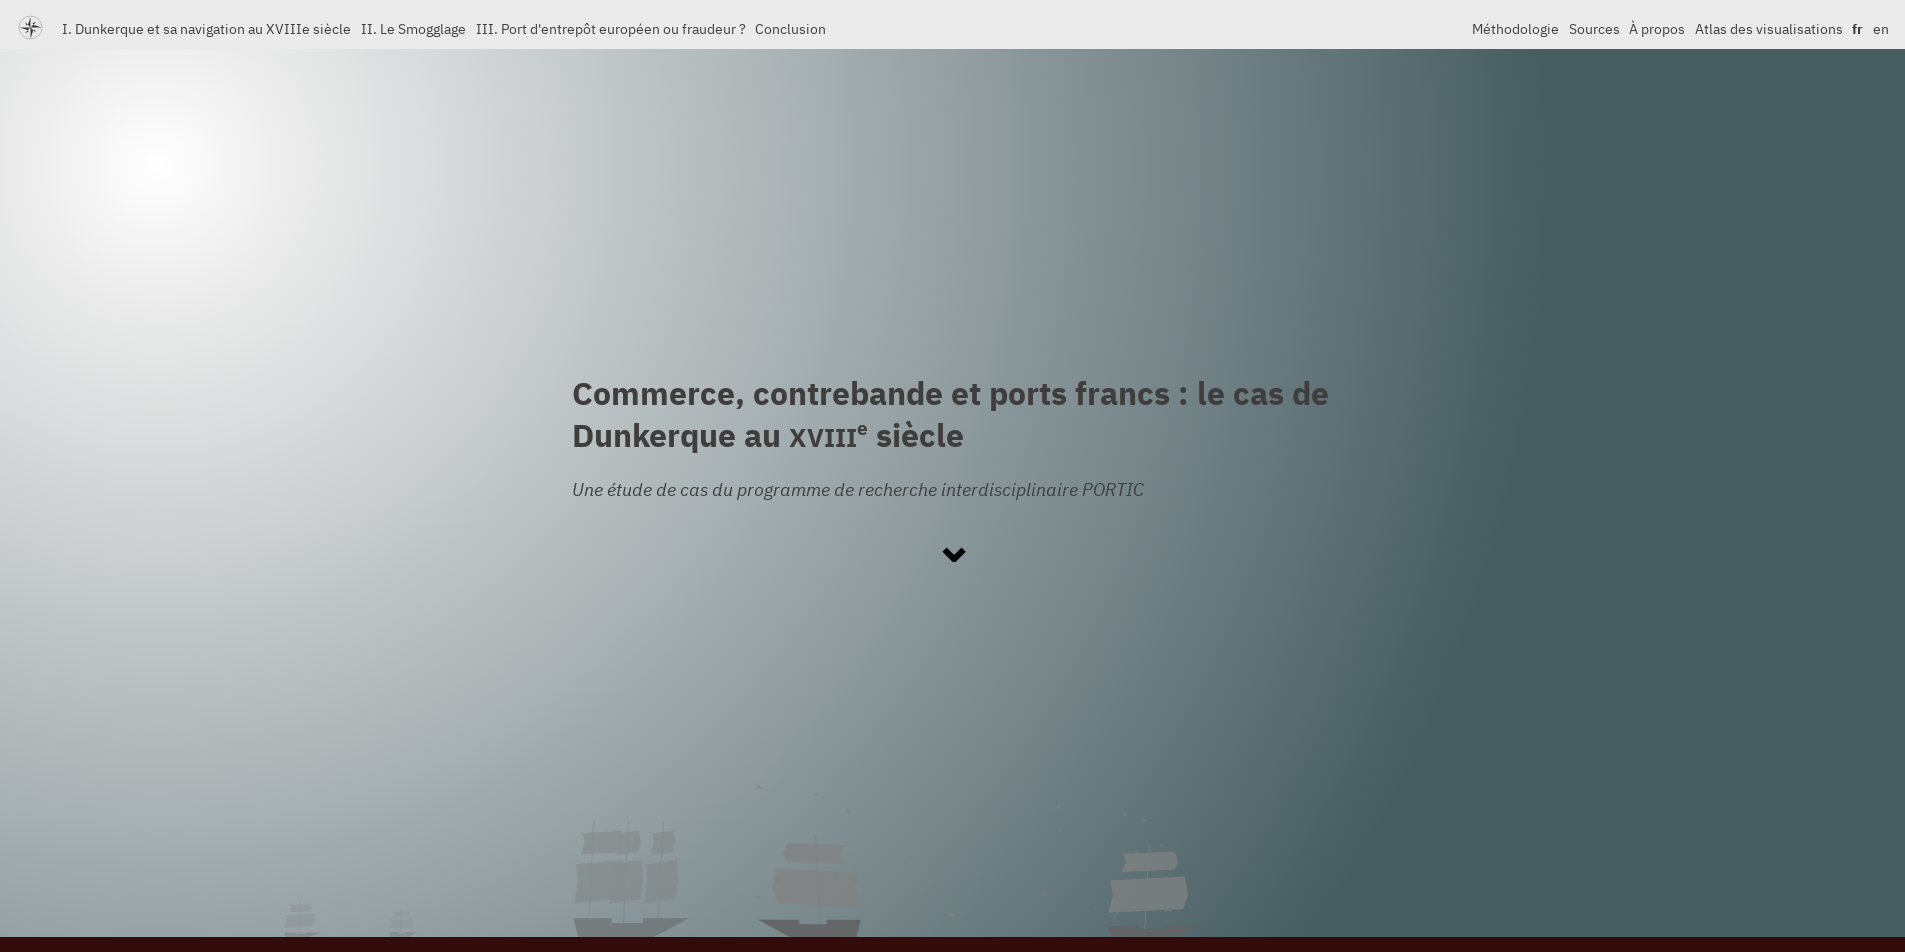 I. Dunkerque et sa navigation au XVIIIe siècle II. Le Smogglage III. Port d'entrepôt européen ou fraudeur ? Conclusion Méthodologie Sources À propos Atlas des visualisations fr en
Commerce, contrebande et ports francs : le cas de
Dunkerque au XVIIIe siècle
Une étude de cas du programme de recherche interdisciplinaire PORTIC